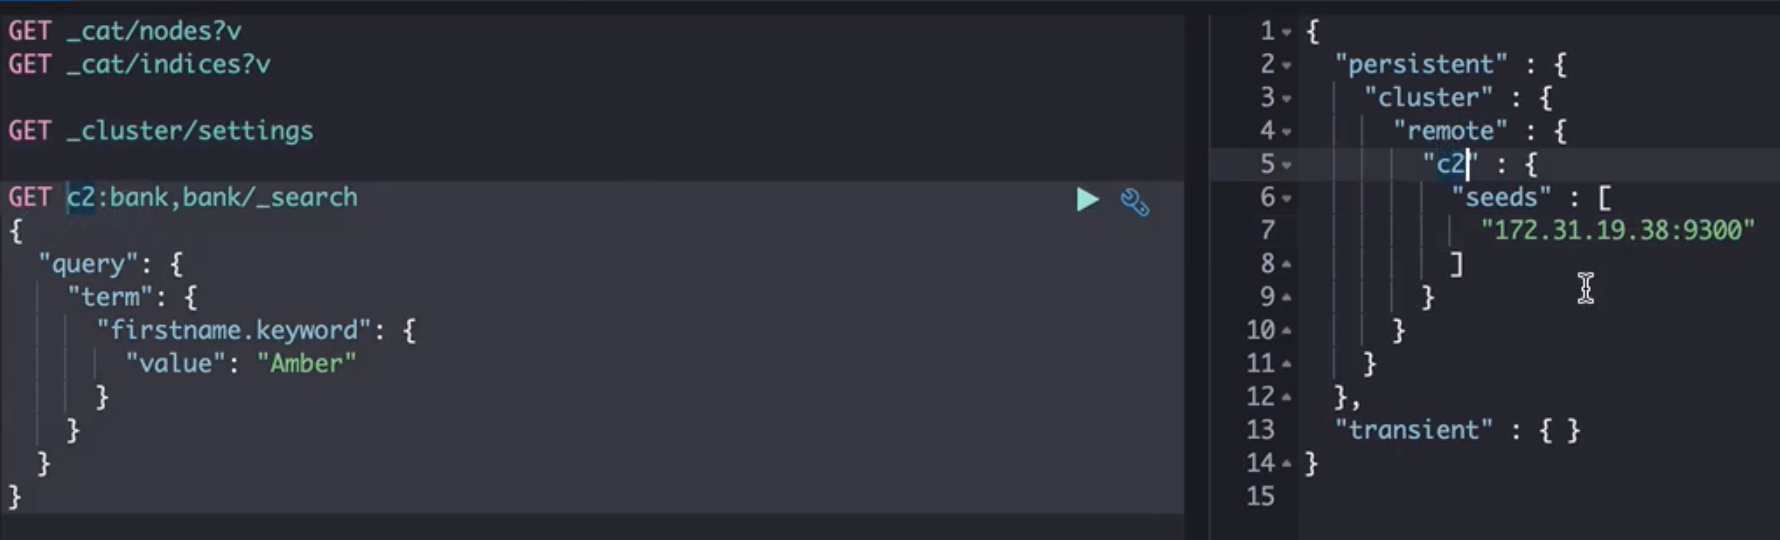 GET _cat/nodes?v
GET _cat/indices?v
GET _cluster/settings
GET c2:bank,bank/_search
{
"query": {
"term": {
"firstname.keyword": {
"value": "Amber"
}
}
}
}
1 {
2 "persistent" : {
3 "cluster" : {
4 "remote" : {
5 "c2" : {
6 "seeds" : [
7 "172.31.19.38:9300"
8 ]
9 }
10 }
11 }
12 },
13 "transient" : { }
14 }
15